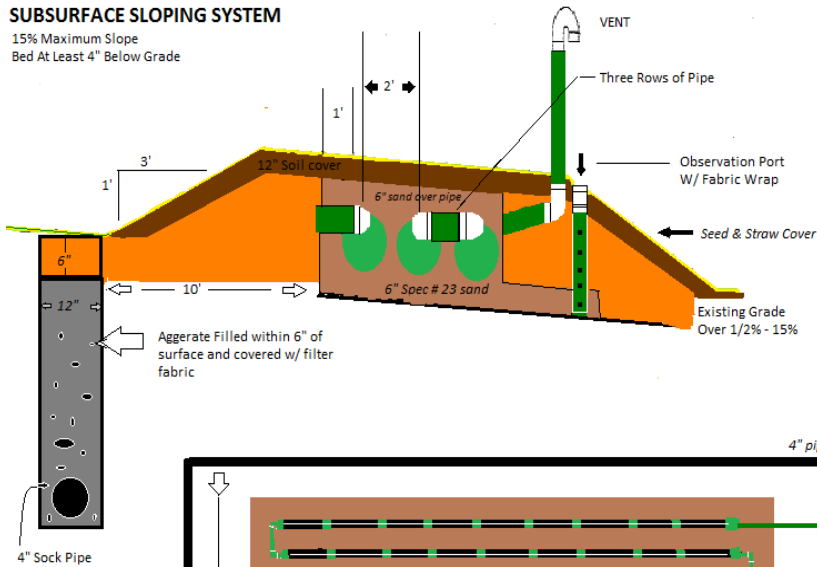 SUBSURFACE SLOPING SYSTEM
15% Maximum Slope
Bed At Least 4" Below Grade
VENT
2'
Three Rows of Pipe
1'
3'
12" Soil cover
Observation Port
W/ Fabric Wrap
1'
6" sand over pipe
Seed & Straw Cover
6"
10'
6" Spec # 23 sand
12"
Existing Grade
Over 1/2% - 15%
Aggerate Filled within 6" of
surface and covered w/ filter
fabric
4" Sock Pipe
4" pip